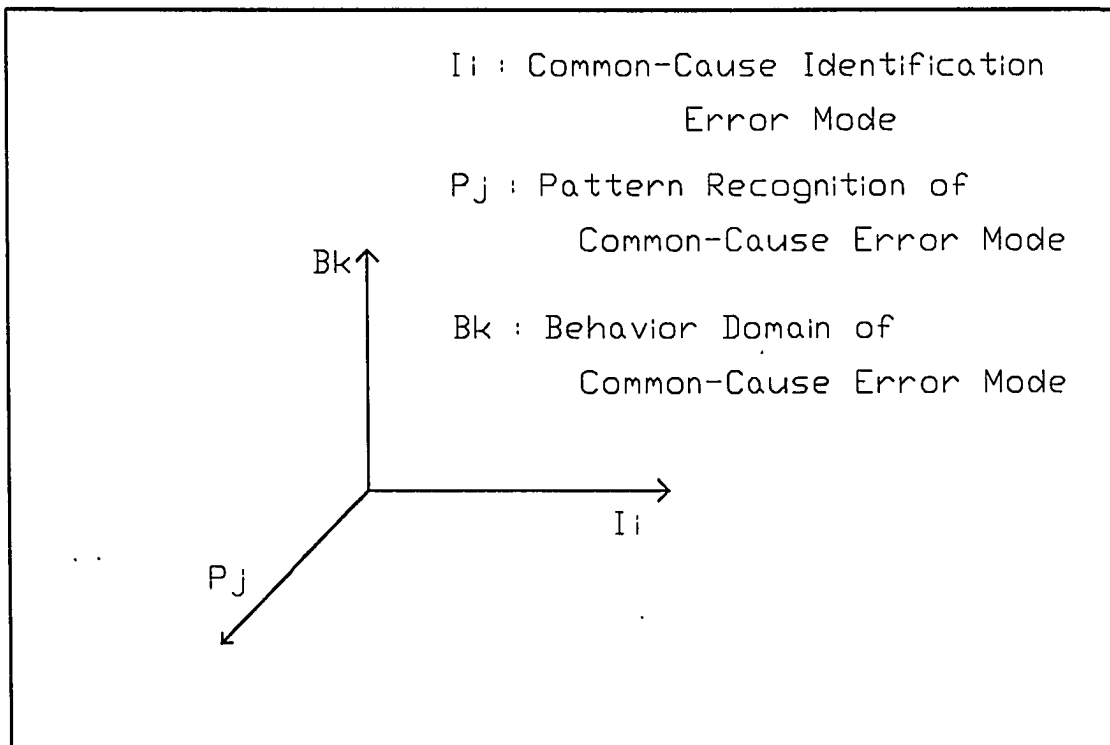 Ii : Common-Cause Identification
Error Mode
Pj : Pattern Recognition of
Common-Cause Error Mode
Bk
Bk : Behavior Domain of
Common-Cause Error Mode
Ii
Pj